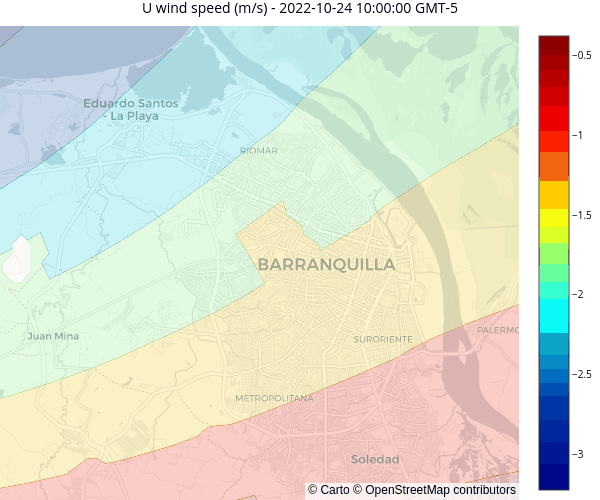 U wind speed (m/s) - 2022-10-24 10:00:00 GMT-5
Eduardo Santos
- La Playa
RIOMAR
BARRANQUILLA
Juan Mina
SURORIENTE
PALERMO
METROPOLITANA
Soledad
© Carto © OpenStreetMap contributors
−0.5
−1
−1.5
−2
−2.5
−3